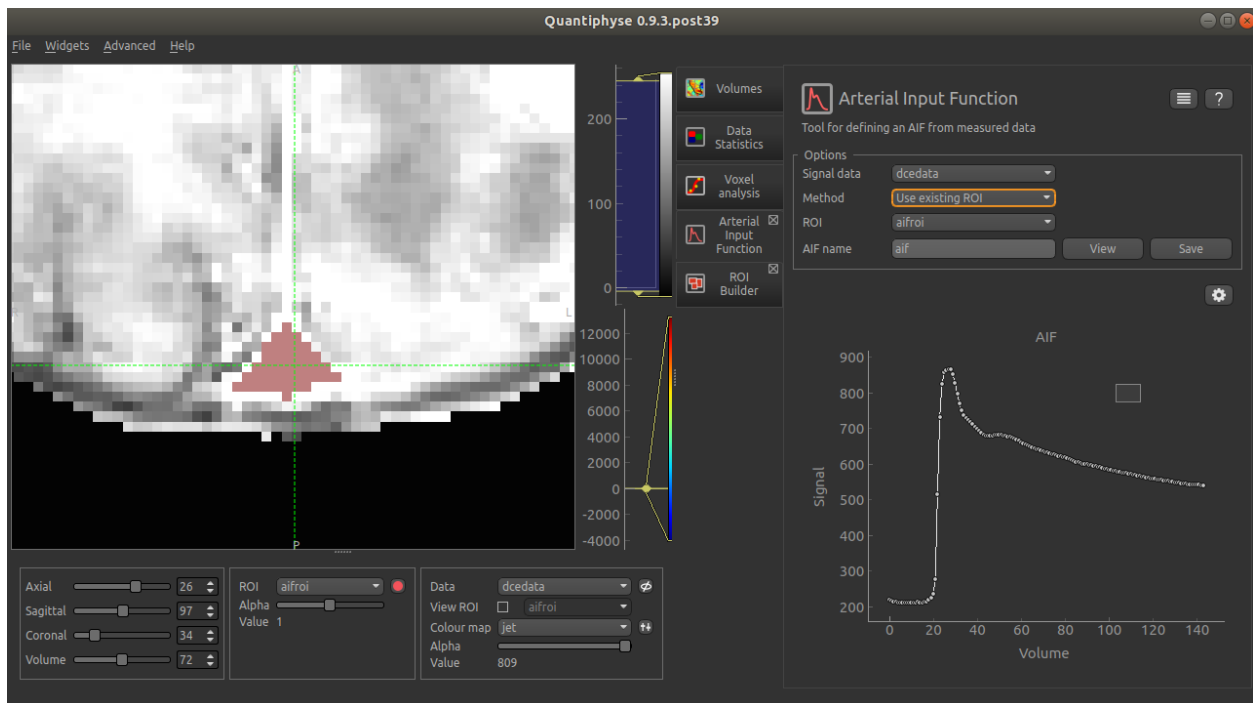 Quantiphyse 0.9.3.post39
File Widgets Advanced Help
A
R
L
P
200
100
0
12000
10000
8000
6000
4000
2000
0
-2000
-4000
Volumes
Data
Statistics
Voxel
analysis
Arterial
Input
Function
ROI
Builder
Arterial Input Function
?
Tool for defining an AIF from measured data
Options
Signal data dcedata
Method Use existing ROI
ROI aifroi
AIF name aif View Save
AIF
900
800
700
600
500
400
300
200
Signal
0 20 40 60 80 100 120 140
Volume
Axial 26
Sagittal 97
Coronal 34
Volume 72
ROI aifroi
Alpha
Value 1
Data dcedata
View ROI aifroi
Colour map jet
Alpha
Value 809